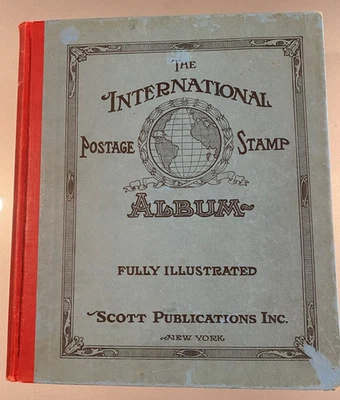 THE
INTERNATIONAL
POSTAGE STAMP
ALBUM
FULLY ILLUSTRATED
SCOTT PUBLICATIONS INC.
NEW YORK